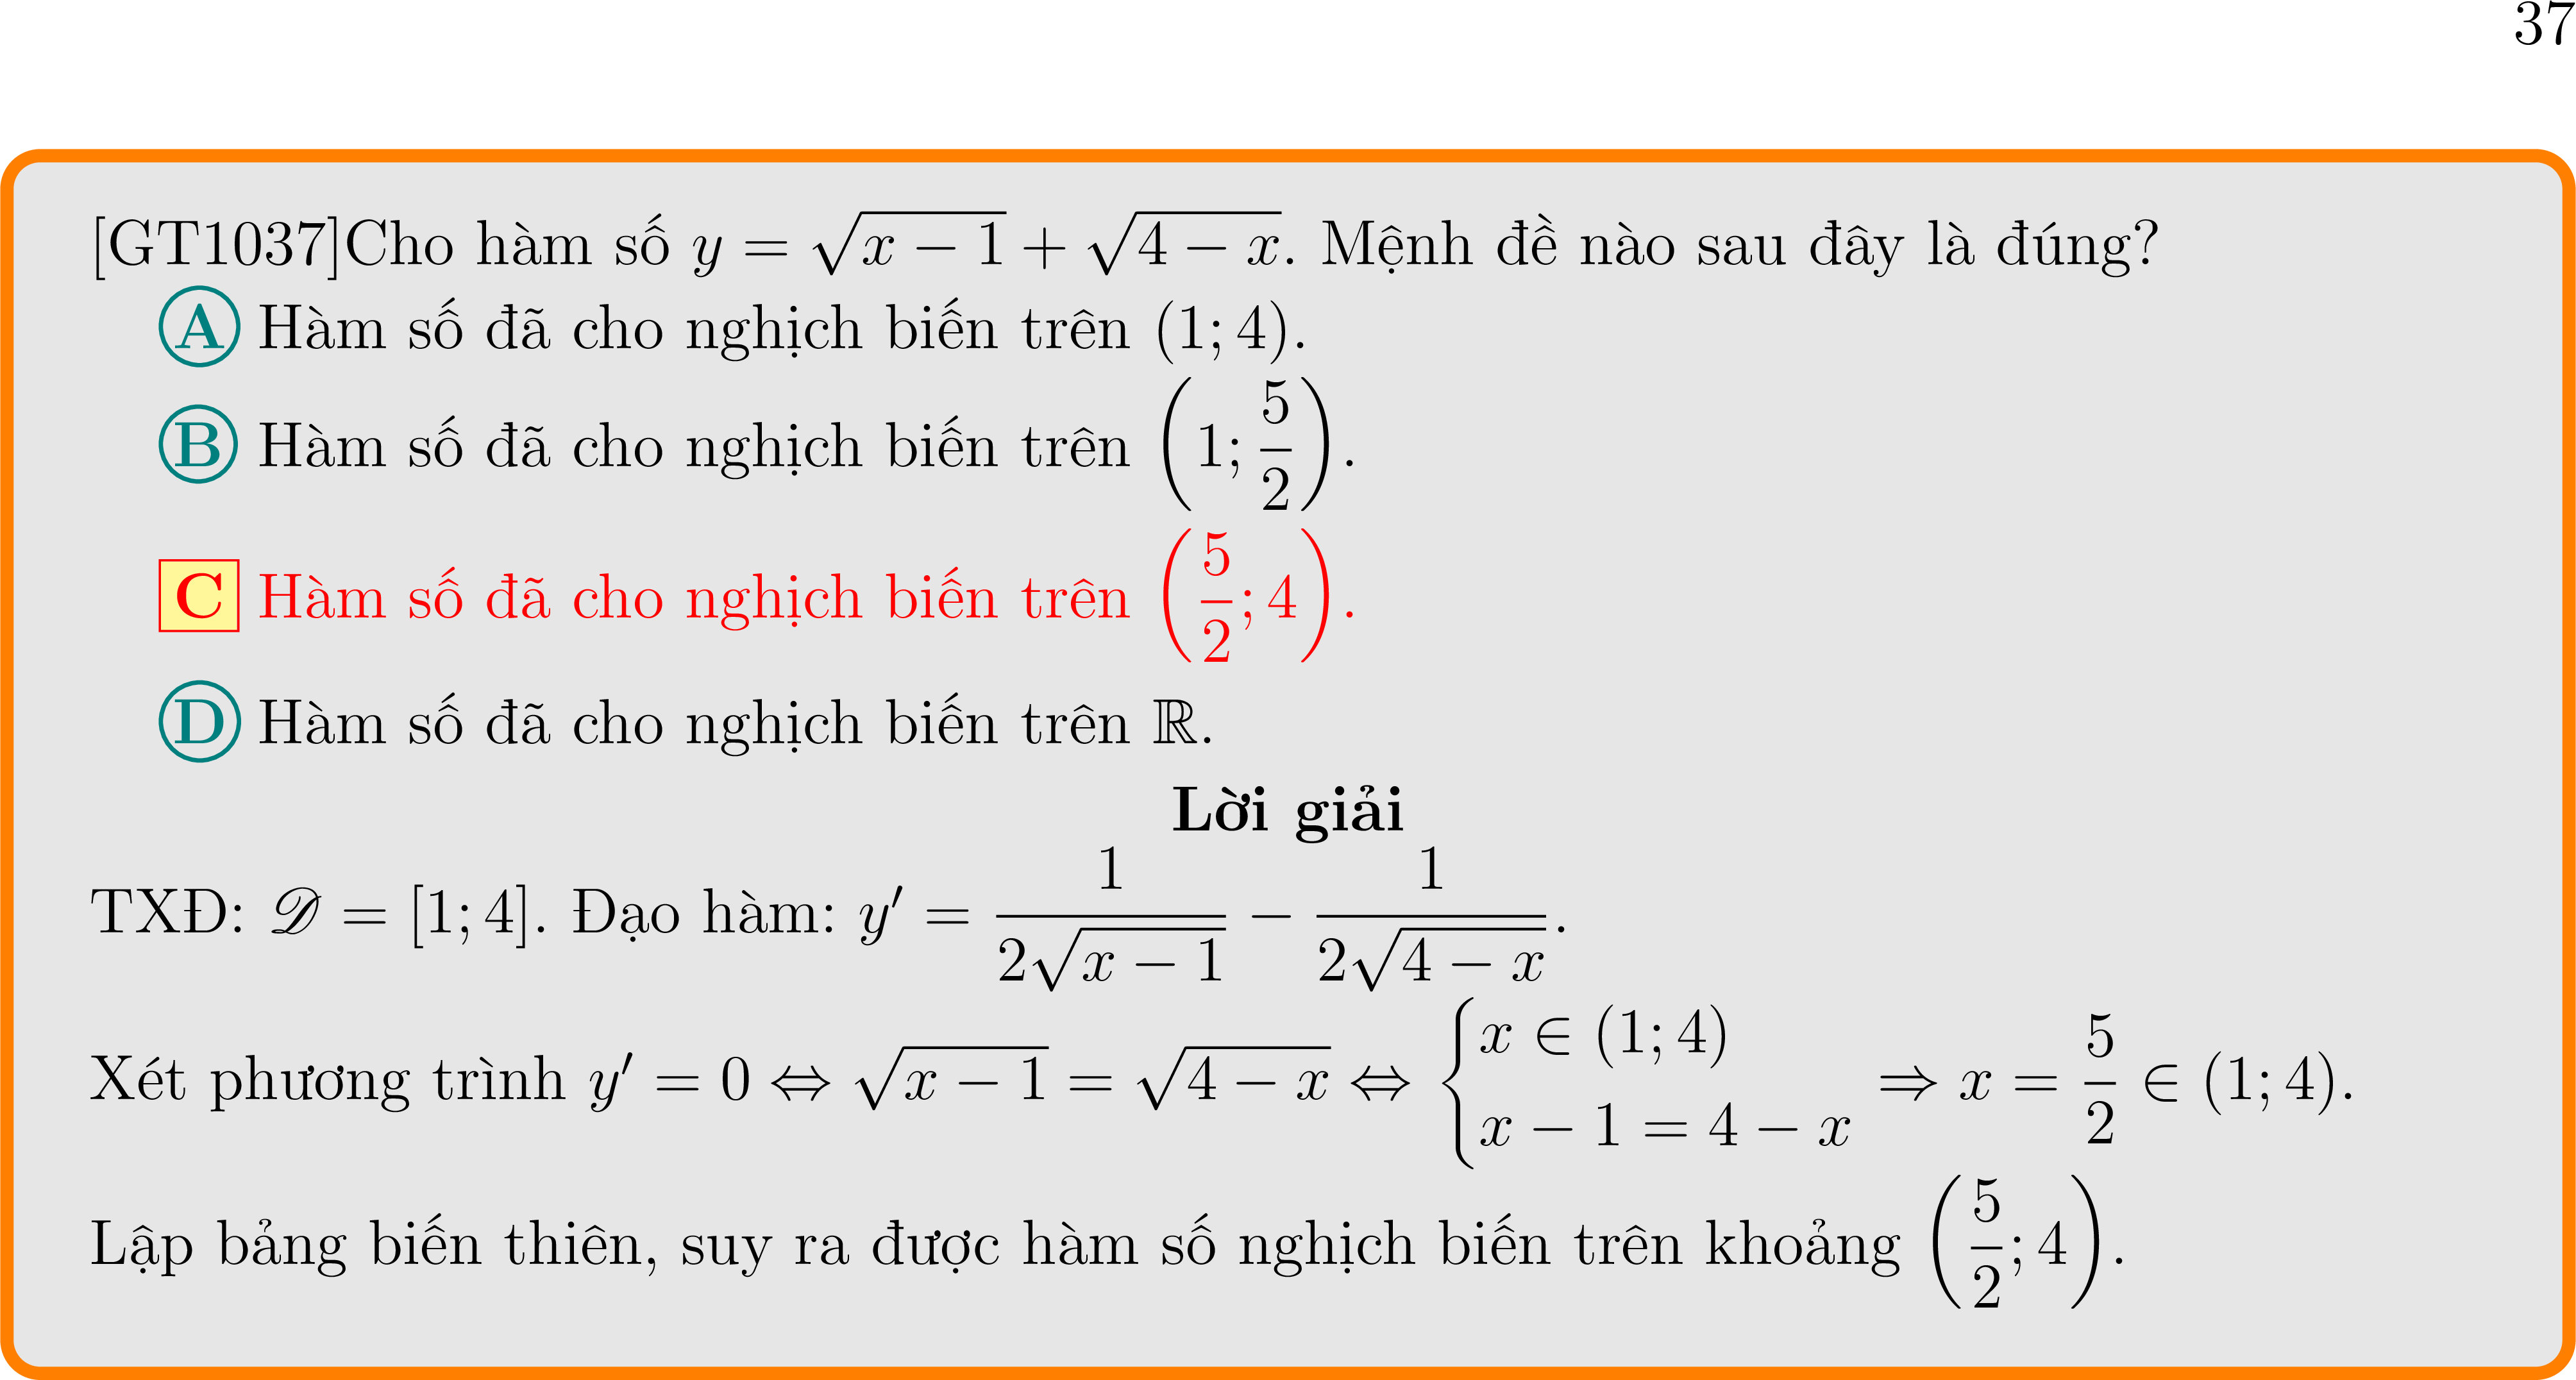 37
[GT1037]Cho hàm số $y = \sqrt{x-1} + \sqrt{4-x}$. Mệnh đề nào sau đây là đúng?
A Hàm số đã cho nghịch biến trên $(1; 4)$.
B Hàm số đã cho nghịch biến trên $\left(1; \dfrac{5}{2}\right)$.
C Hàm số đã cho nghịch biến trên $\left(\dfrac{5}{2}; 4\right)$.
D Hàm số đã cho nghịch biến trên $\mathbb{R}$.
Lời giải
TXĐ: $\mathscr{D} = [1; 4]$. Đạo hàm: $y' = \dfrac{1}{2\sqrt{x-1}} - \dfrac{1}{2\sqrt{4-x}}$.
Xét phương trình $y' = 0 \Leftrightarrow \sqrt{x-1} = \sqrt{4-x} \Leftrightarrow \begin{cases} x \in (1; 4) \\ x - 1 = 4 - x \end{cases} \Rightarrow x = \dfrac{5}{2} \in (1; 4)$.
Lập bảng biến thiên, suy ra được hàm số nghịch biến trên khoảng $\left(\dfrac{5}{2}; 4\right)$.